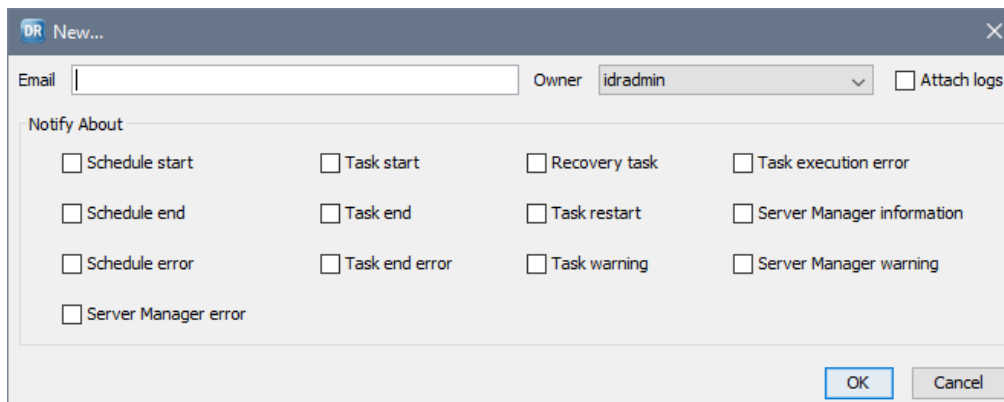 DR New...
Email Owner idradmin Attach logs
Notify About
Schedule start Task start Recovery task Task execution error
Schedule end Task end Task restart Server Manager information
Schedule error Task end error Task warning Server Manager warning
Server Manager error
OK Cancel